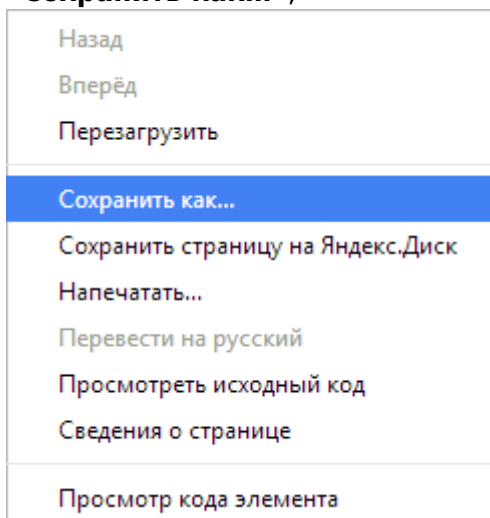 Назад
Вперёд
Перезагрузить
Сохранить как...
Сохранить страницу на Яндекс.Диск
Напечатать...
Перевести на русский
Просмотреть исходный код
Сведения о странице
Просмотр кода элемента